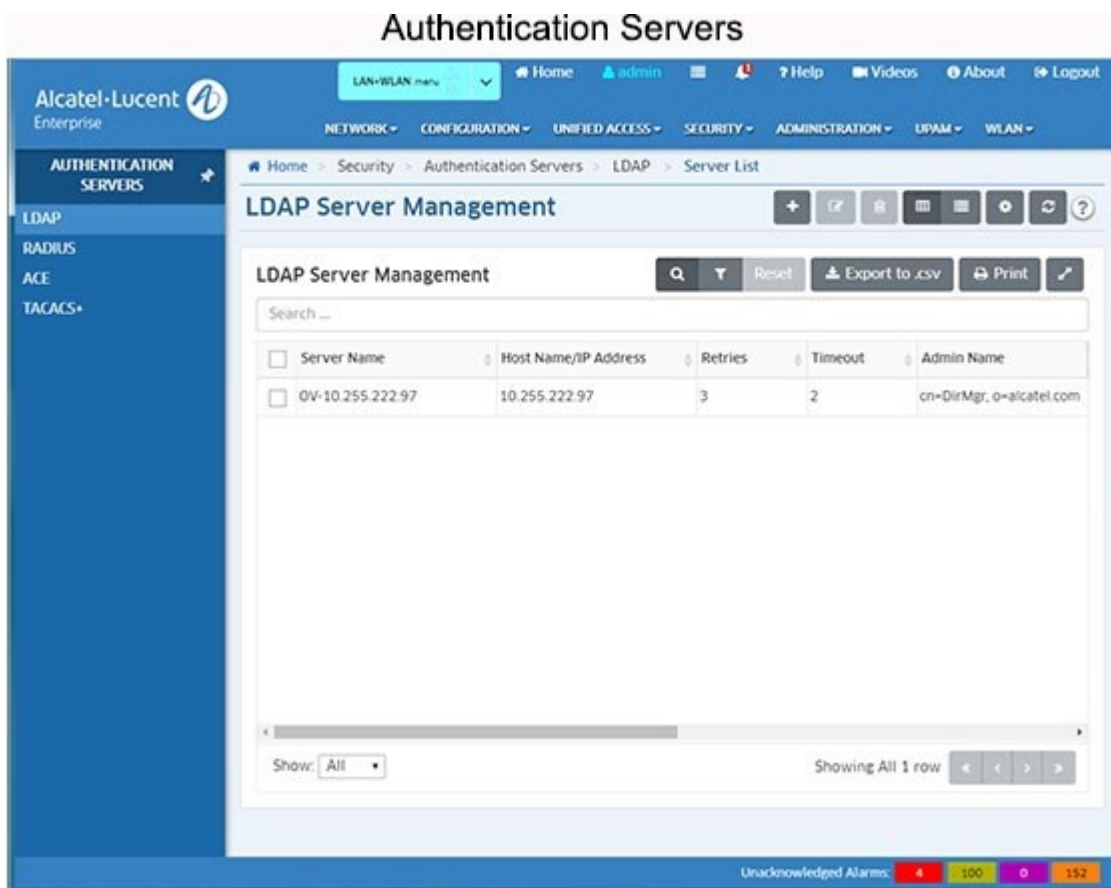 Authentication Servers
Alcatel·Lucent
Enterprise
LAN+WLAN menu
Home
admin
? Help
Videos
About
Logout
NETWORK
CONFIGURATION
UNIFIED ACCESS
SECURITY
ADMINISTRATION
UPAM
WLAN
AUTHENTICATION
SERVERS
LDAP
RADIUS
ACE
TACACS+
Home > Security > Authentication Servers > LDAP > Server List
LDAP Server Management
?
LDAP Server Management
Reset
Export to .csv
Print
Search ...
Server Name Host Name/IP Address Retries Timeout Admin Name
OV-10.255.222.97 10.255.222.97 3 2 cn=DirMgr, o=alcatel.com
Show: All
Showing All 1 row
« < > »
Unacknowledged Alarms: 4 100 0 152